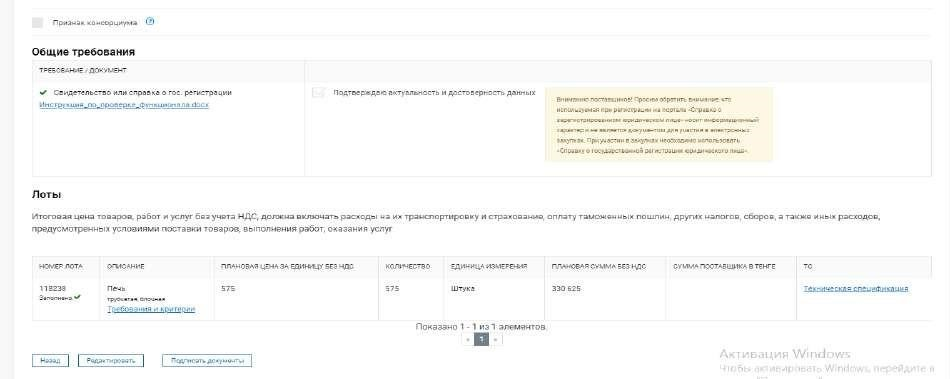 Признак консорциума ?
Общие требования
ТРЕБОВАНИЕ / ДОКУМЕНТ
Свидетельство или справка о гос. регистрации
Инструкция_по_проверке_функционала.docx
Подтверждаю актуальность и достоверность данных
Вниманию поставщиков! Просим обратить внимание, что
используемая при регистрации на портале «Справка о
зарегистрированном юридическом лице» носит информационный
характер и не является документом для участия в электронных
закупках. При участии в закупках необходимо использовать
«Справку о государственной регистрации юридического лица».
Лоты
Итоговая цена товаров, работ и услуг без учета НДС, должна включать расходы на их транспортировку и страхование, оплату таможенных пошлин, других налогов, сборов, а также иных расходов,
предусмотренных условиями поставки товаров, выполнения работ, оказания услуг
НОМЕР ЛОТА ОПИСАНИЕ ПЛАНОВАЯ ЦЕНА ЗА ЕДИНИЦУ БЕЗ НДС КОЛИЧЕСТВО ЕДИНИЦА ИЗМЕРЕНИЯ ПЛАНОВАЯ СУММА БЕЗ НДС СУММА ПОСТАВЩИКА В ТЕНГЕ ТС
118238 Печь 575 575 Штука 330 625 Техническая спецификация
Заполнено трубчатая, блочная
Требования и критерии
Показано 1 - 1 из 1 элементов.
« 1 »
Назад Редактировать Подписать документы
Активация Windows
Чтобы активировать Windows, перейдите в